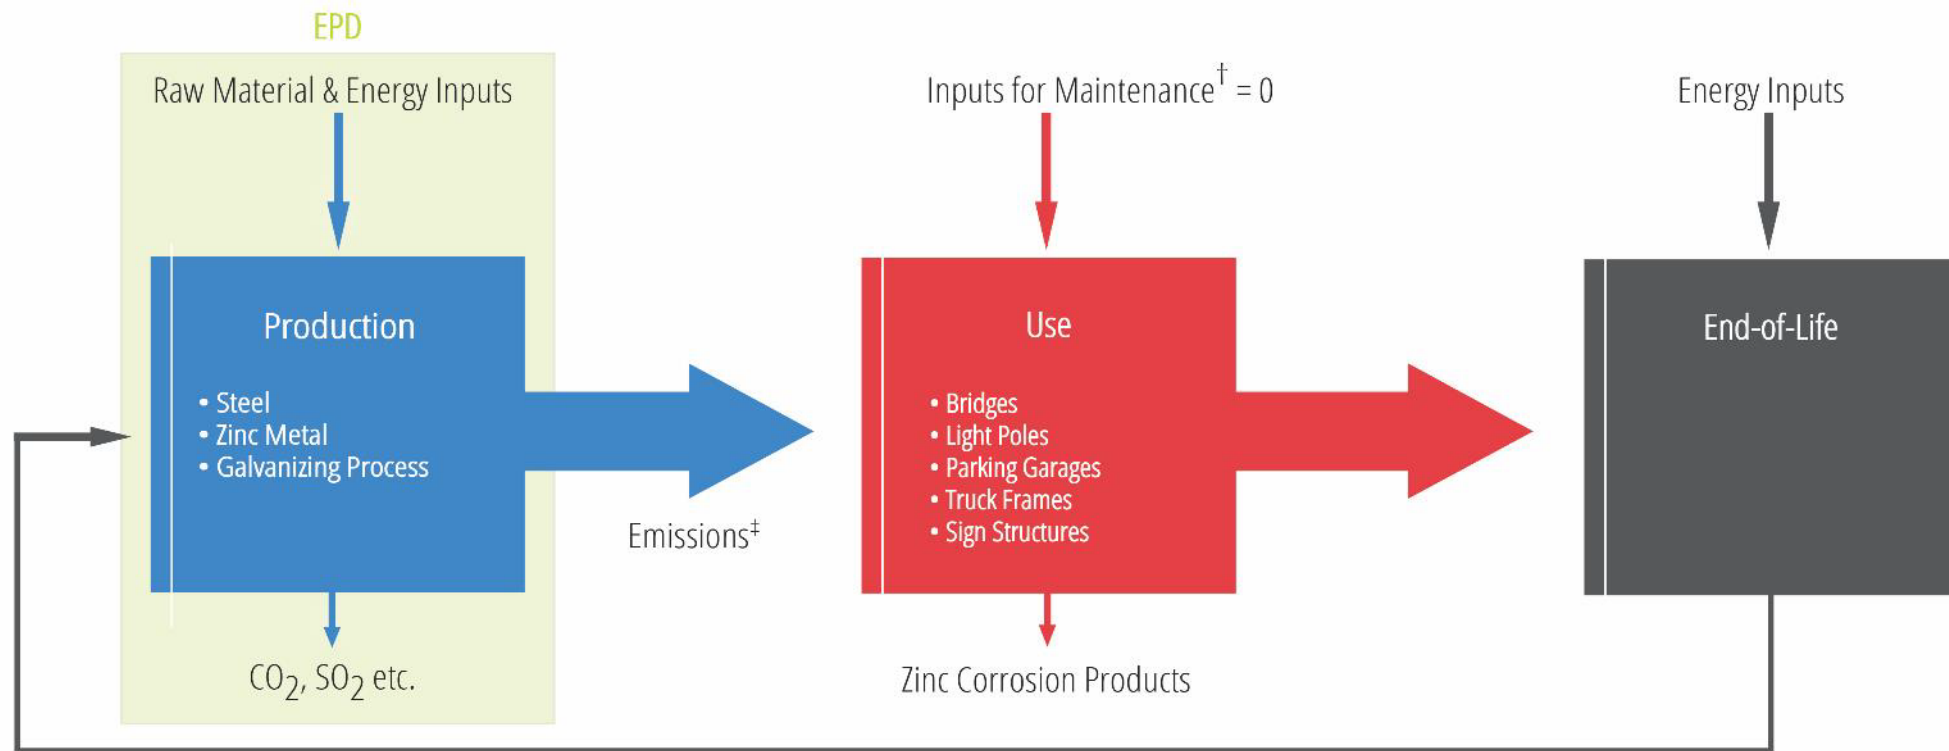 EPD
Raw Material & Energy Inputs
Production
• Steel
• Zinc Metal
• Galvanizing Process
CO₂, SO₂ etc.
Emissions‡
Inputs for Maintenance† = 0
Use
• Bridges
• Light Poles
• Parking Garages
• Truck Frames
• Sign Structures
Zinc Corrosion Products
Energy Inputs
End-of-Life